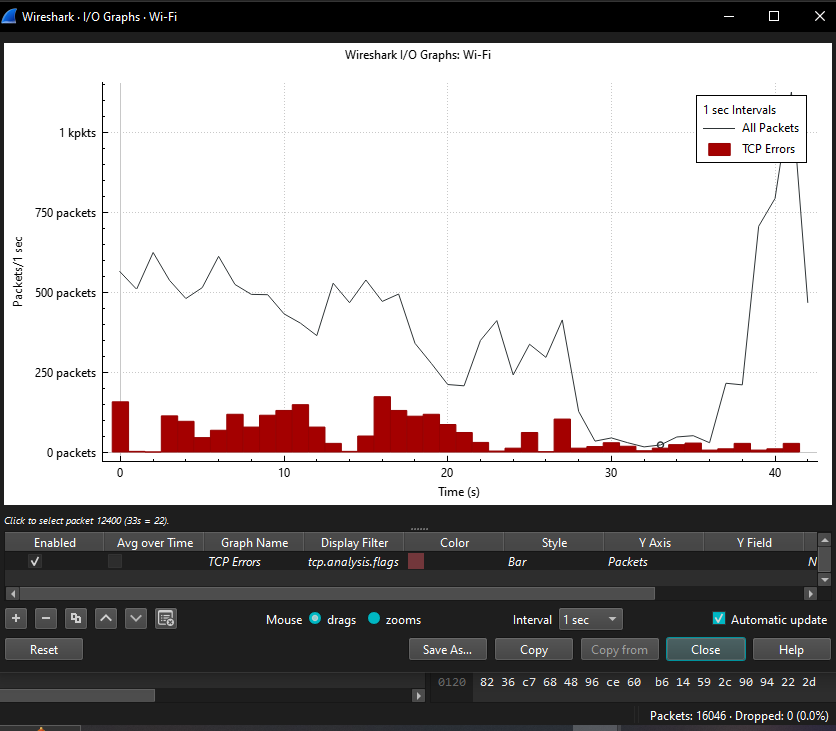 Wireshark · I/O Graphs · Wi-Fi
Wireshark I/O Graphs: Wi-Fi
1 sec Intervals
All Packets
TCP Errors
1 kpkts
750 packets
500 packets
250 packets
0 packets
Packets/1 sec
0 10 20 30 40
Time (s)
Click to select packet 12400 (33s = 22).
Enabled Avg over Time Graph Name Display Filter Color Style Y Axis Y Field
TCP Errors tcp.analysis.flags Bar Packets N
Mouse drags zooms Interval 1 sec Automatic update
Reset Save As... Copy Copy from Close Help
0120 82 36 c7 68 48 96 ce 60 b6 14 59 2c 90 94 22 2d
Packets: 16046 · Dropped: 0 (0.0%)